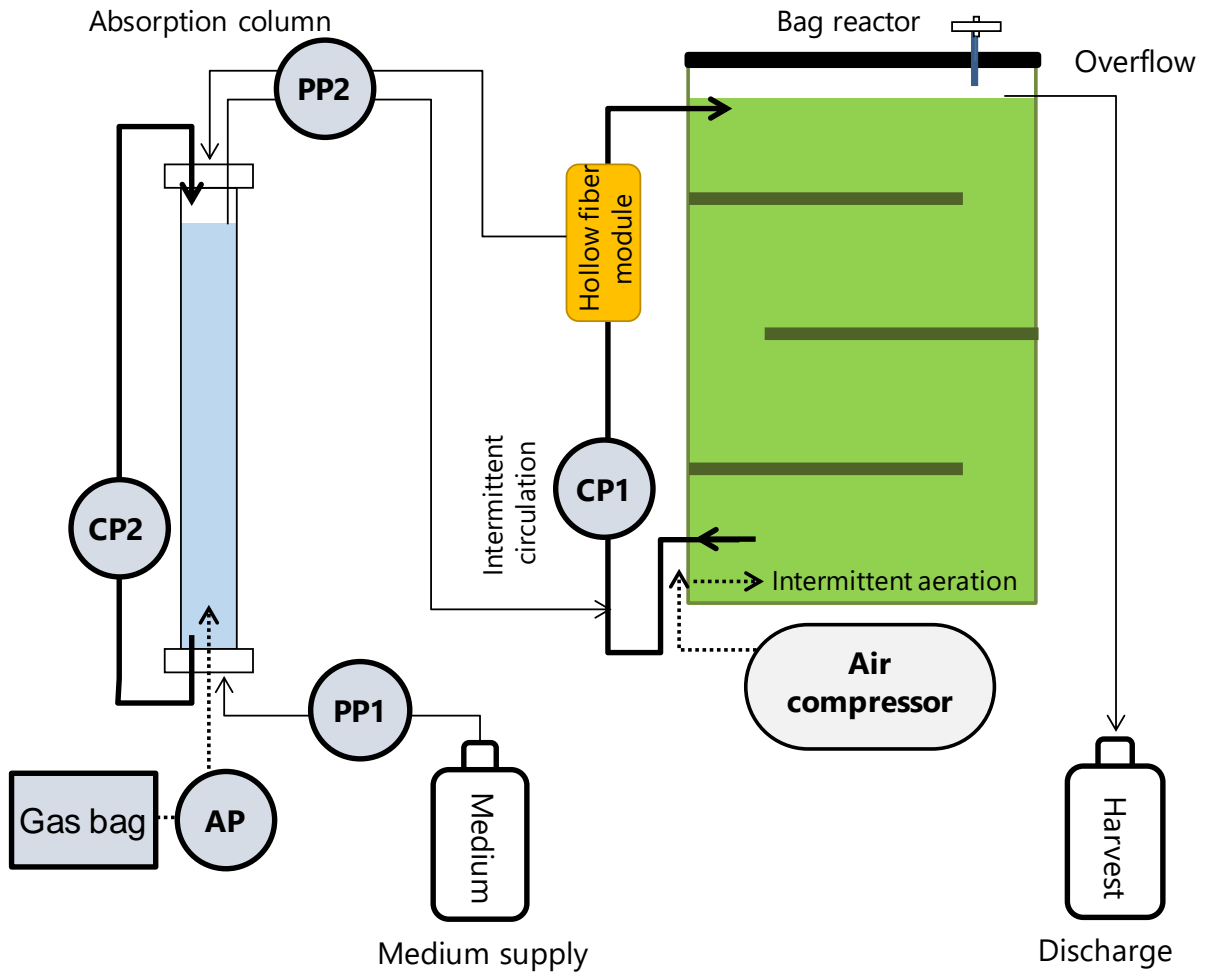 Absorption column
Bag reactor
Overflow
PP2
Hollow fiber
module
Intermittent
circulation
CP1
CP2
Intermittent aeration
Air
compressor
PP1
Gas bag
AP
Medium
Harvest
Medium supply
Discharge